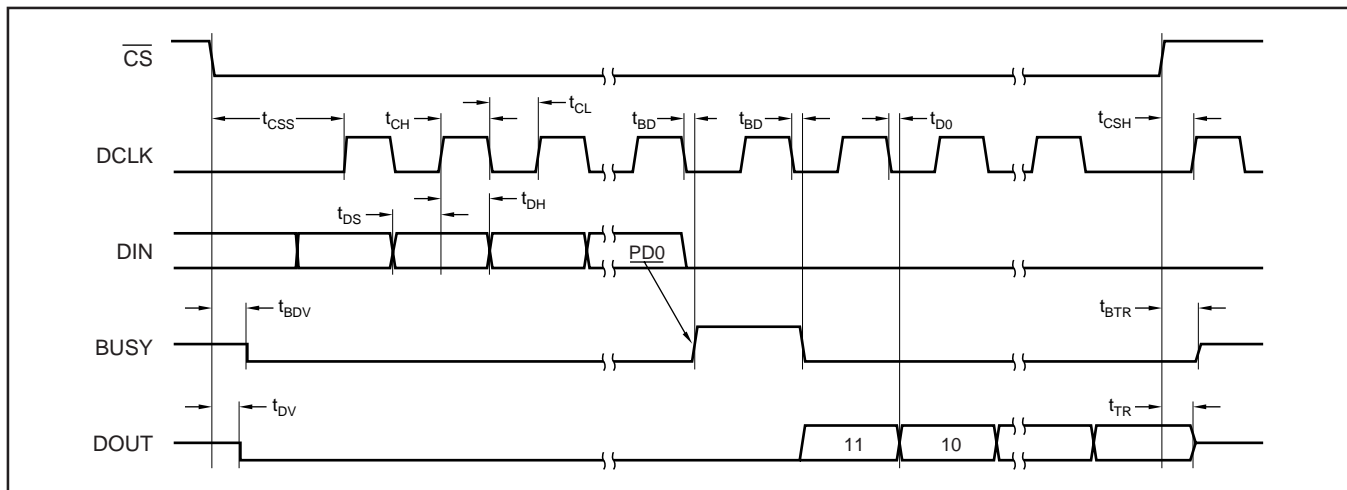 CS
tCSS
tCH
tCL
tBD
tBD
tD0
tCSH
DCLK
tDS
tDH
DIN
PD0
tBDV
tBTR
BUSY
tDV
tTR
DOUT
11
10